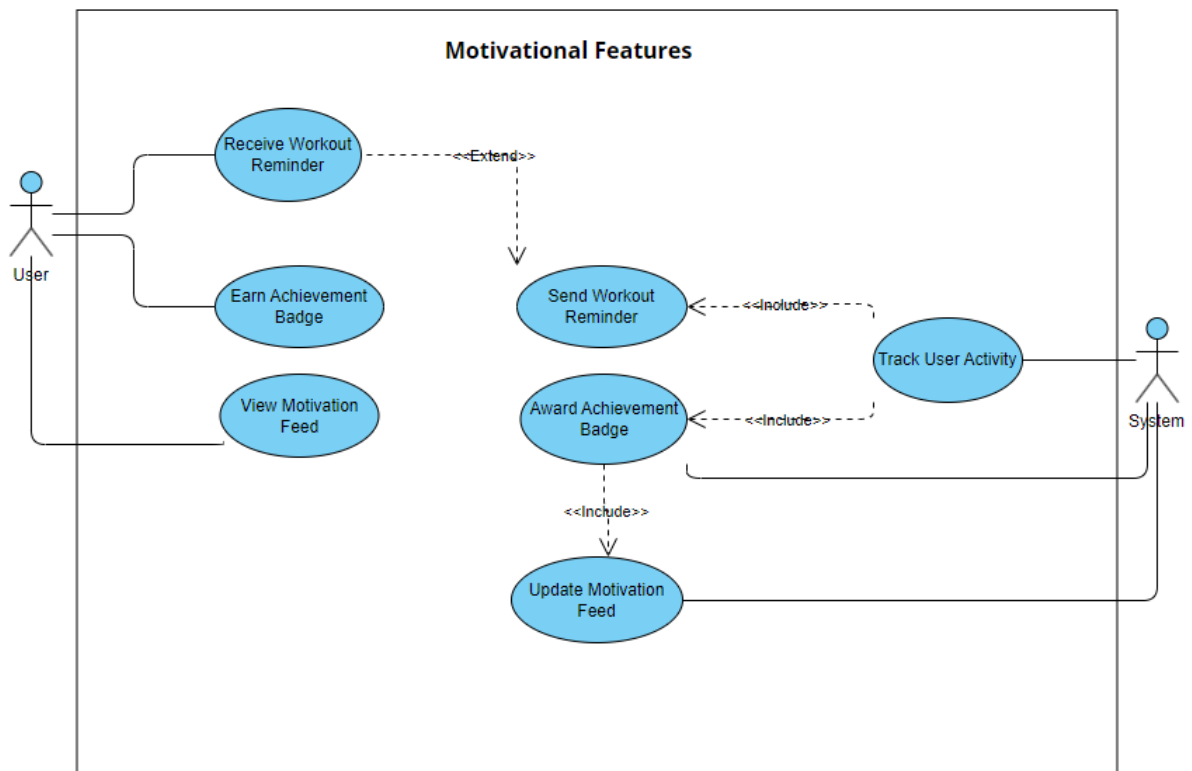 Motivational Features
Receive Workout
Reminder
<<Extend>>
User
Earn Achievement
Badge
Send Workout
Reminder
<<Include>>
Track User Activity
System
View Motivation
Feed
Award Achievement
Badge
<<Include>>
<<Include>>
Update Motivation
Feed